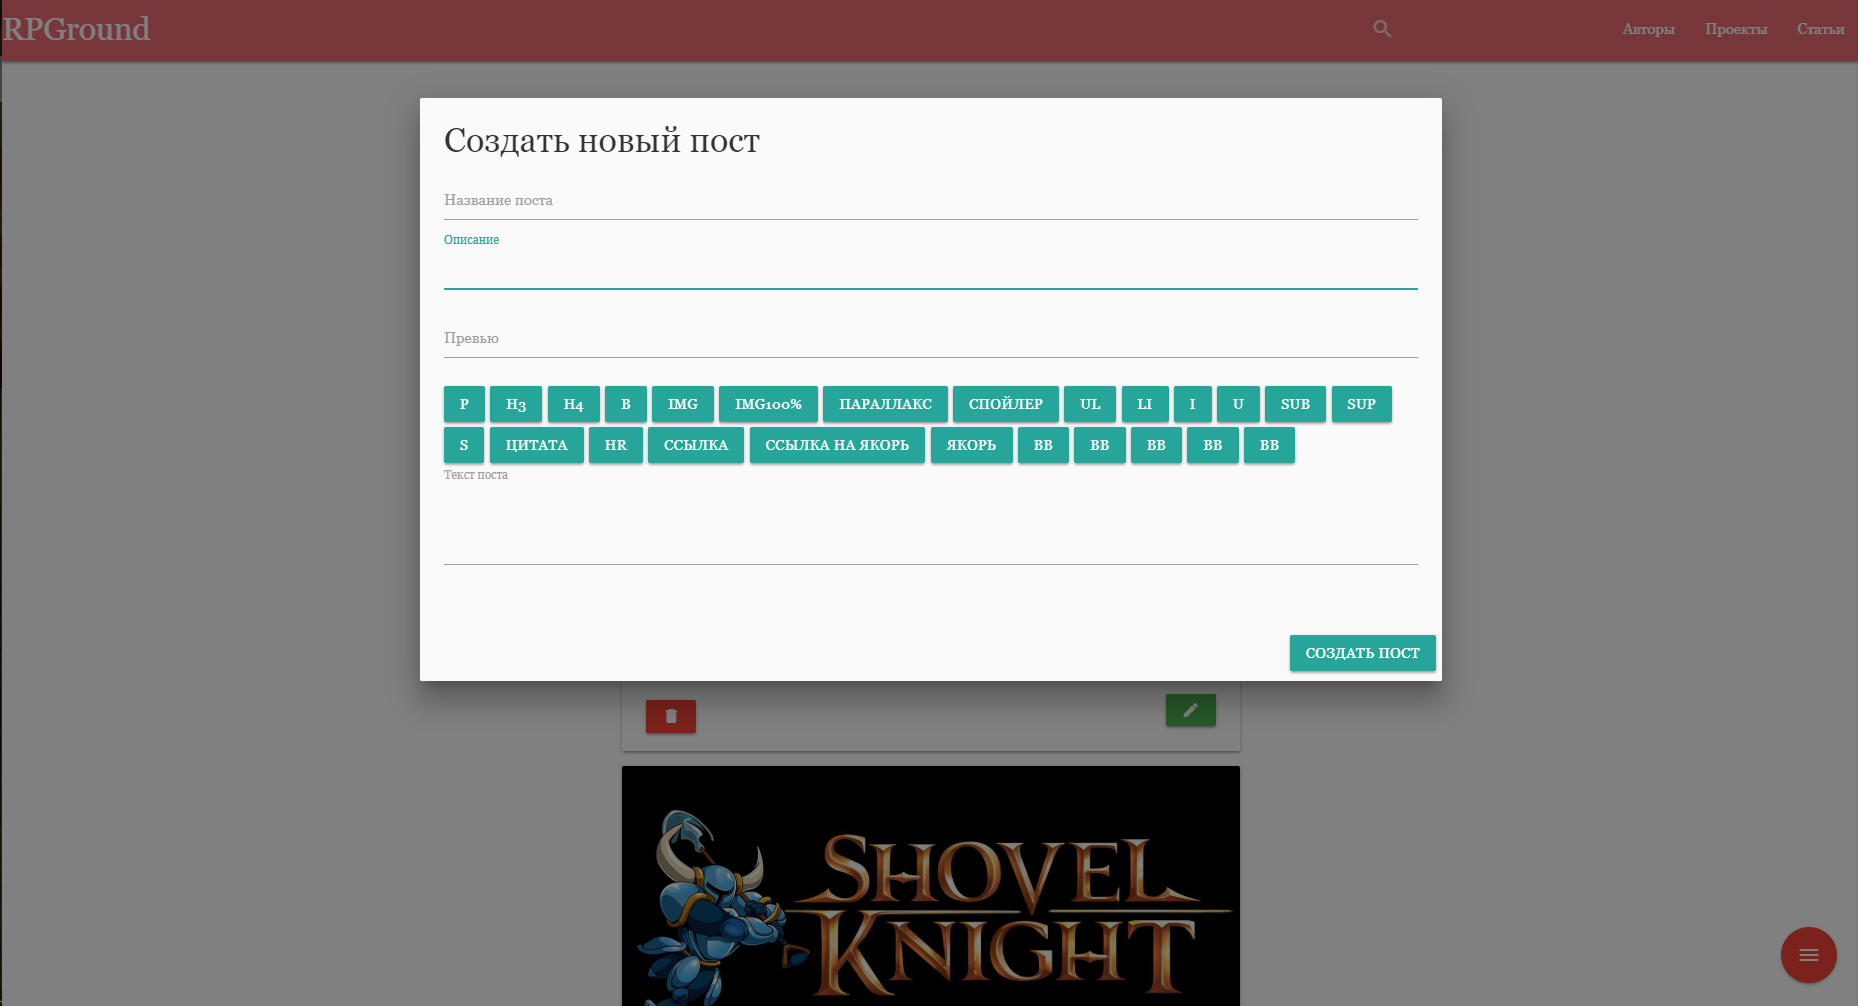 RPGround
Авторы Проекты Статьи
Создать новый пост
Название поста
Описание
Превью
P H3 H4 B IMG IMG100% ПАРАЛЛАКС СПОЙЛЕР UL LI I U SUB SUP
S ЦИТАТА HR ССЫЛКА ССЫЛКА НА ЯКОРЬ ЯКОРЬ BB BB BB BB BB
Текст поста
СОЗДАТЬ ПОСТ
SHOVEL
KNIGHT